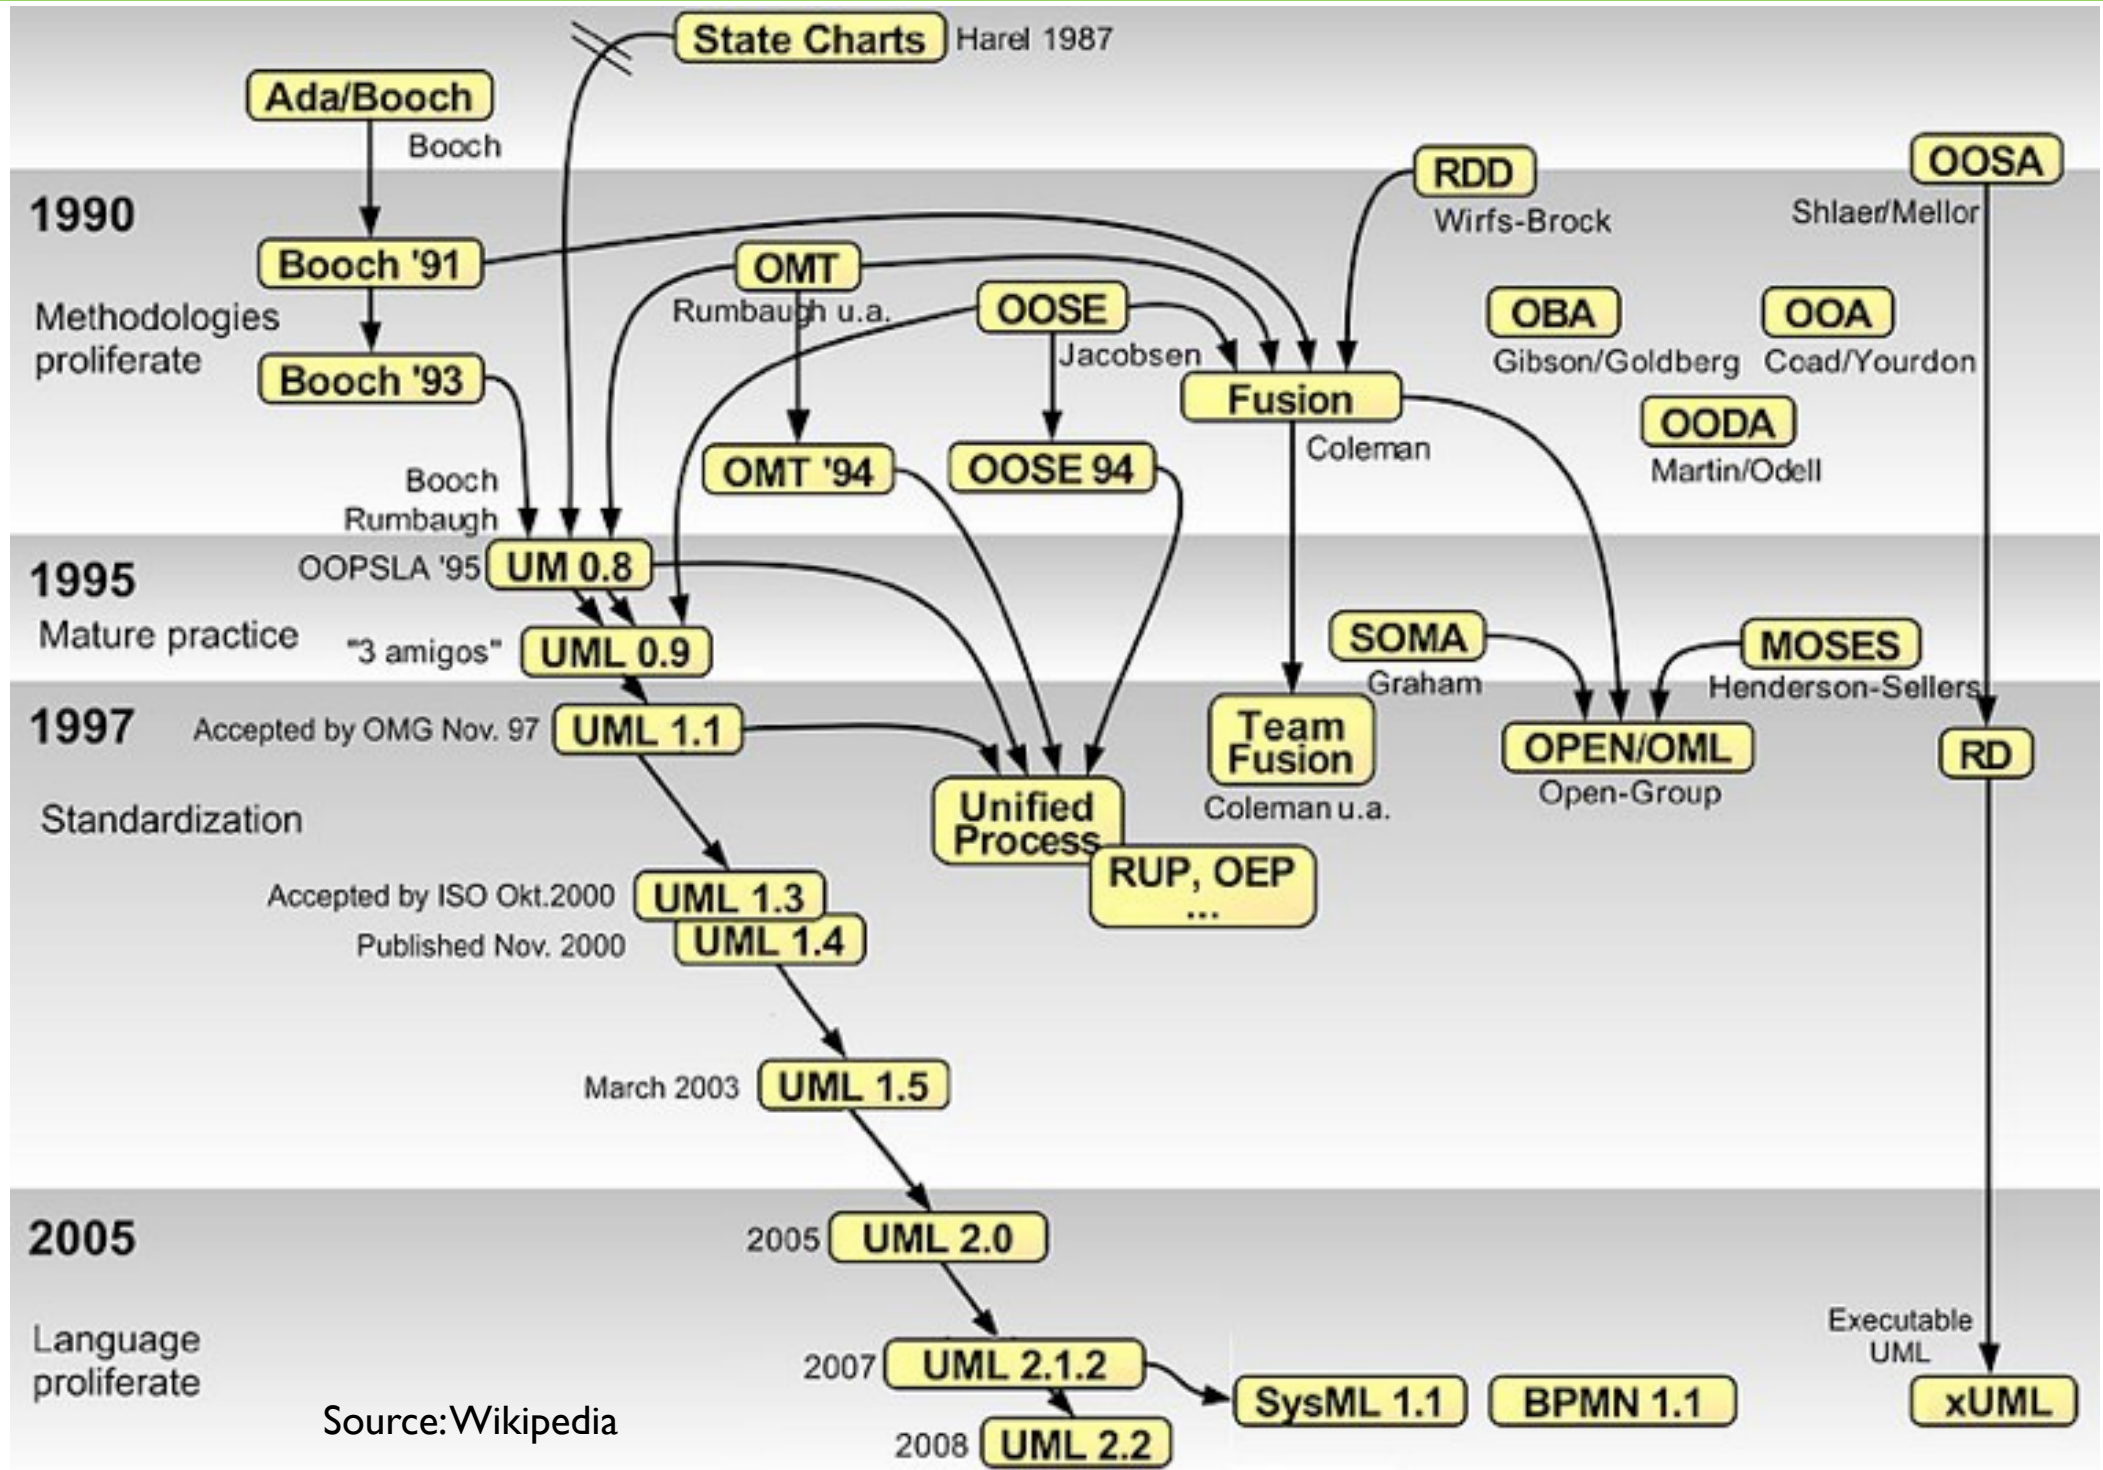 State Charts
Harel 1987
Ada/Booch
Booch
RDD
Wirfs-Brock
OOSA
Shlaer/Mellor
1990
Methodologies
proliferate
Booch '91
OMT
Rumbaugh u.a.
OOSE
Jacobsen
OBA
Gibson/Goldberg
OOA
Coad/Yourdon
Booch '93
Fusion
Coleman
OODA
Martin/Odell
OMT '94
OOSE 94
Booch
Rumbaugh
OOPSLA '95
UM 0.8
1995
Mature practice
"3 amigos"
UML 0.9
SOMA
Graham
MOSES
Henderson-Sellers
1997
Accepted by OMG Nov. 97
UML 1.1
Team
Fusion
Coleman u.a.
OPEN/OML
Open-Group
RD
Standardization
Unified
Process
RUP, OEP
...
Accepted by ISO Okt.2000
UML 1.3
Published Nov. 2000
UML 1.4
March 2003
UML 1.5
2005
2005
UML 2.0
Language
proliferate
Executable
UML
2007
UML 2.1.2
SysML 1.1
BPMN 1.1
xUML
Source: Wikipedia
2008
UML 2.2